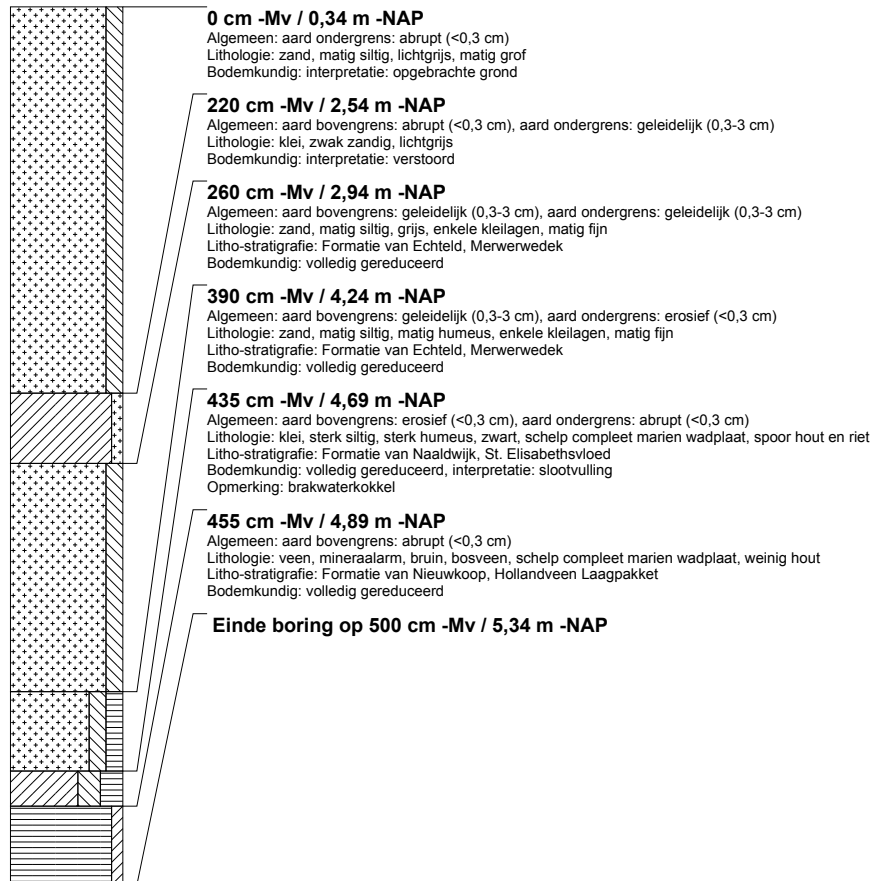 0 cm -Mv / 0,34 m -NAP
Algemeen: aard ondergrens: abrupt (<0,3 cm)
Lithologie: zand, matig siltig, lichtgrijs, matig grof
Bodemkundig: interpretatie: opgebrachte grond
220 cm -Mv / 2,54 m -NAP
Algemeen: aard bovengrens: abrupt (<0,3 cm), aard ondergrens: geleidelijk (0,3-3 cm)
Lithologie: klei, zwak zandig, lichtgrijs
Bodemkundig: interpretatie: verstoord
260 cm -Mv / 2,94 m -NAP
Algemeen: aard bovengrens: geleidelijk (0,3-3 cm), aard ondergrens: geleidelijk (0,3-3 cm)
Lithologie: zand, matig siltig, grijs, enkele kleilagen, matig fijn
Litho-stratigrafie: Formatie van Echteld, Merwerwedek
Bodemkundig: volledig gereduceerd
390 cm -Mv / 4,24 m -NAP
Algemeen: aard bovengrens: geleidelijk (0,3-3 cm), aard ondergrens: erosief (<0,3 cm)
Lithologie: zand, matig siltig, matig humeus, enkele kleilagen, matig fijn
Litho-stratigrafie: Formatie van Echteld, Merwerwedek
Bodemkundig: volledig gereduceerd
435 cm -Mv / 4,69 m -NAP
Algemeen: aard bovengrens: erosief (<0,3 cm), aard ondergrens: abrupt (<0,3 cm)
Lithologie: klei, sterk siltig, sterk humeus, zwart, schelp compleet marien wadplaat, spoor hout en riet
Litho-stratigrafie: Formatie van Naaldwijk, St. Elisabethsvloed
Bodemkundig: volledig gereduceerd, interpretatie: slootvulling
Opmerking: brakwaterkokkel
455 cm -Mv / 4,89 m -NAP
Algemeen: aard bovengrens: abrupt (<0,3 cm)
Lithologie: veen, mineraalarm, bruin, bosveen, schelp compleet marien wadplaat, weinig hout
Litho-stratigrafie: Formatie van Nieuwkoop, Hollandveen Laagpakket
Bodemkundig: volledig gereduceerd
Einde boring op 500 cm -Mv / 5,34 m -NAP